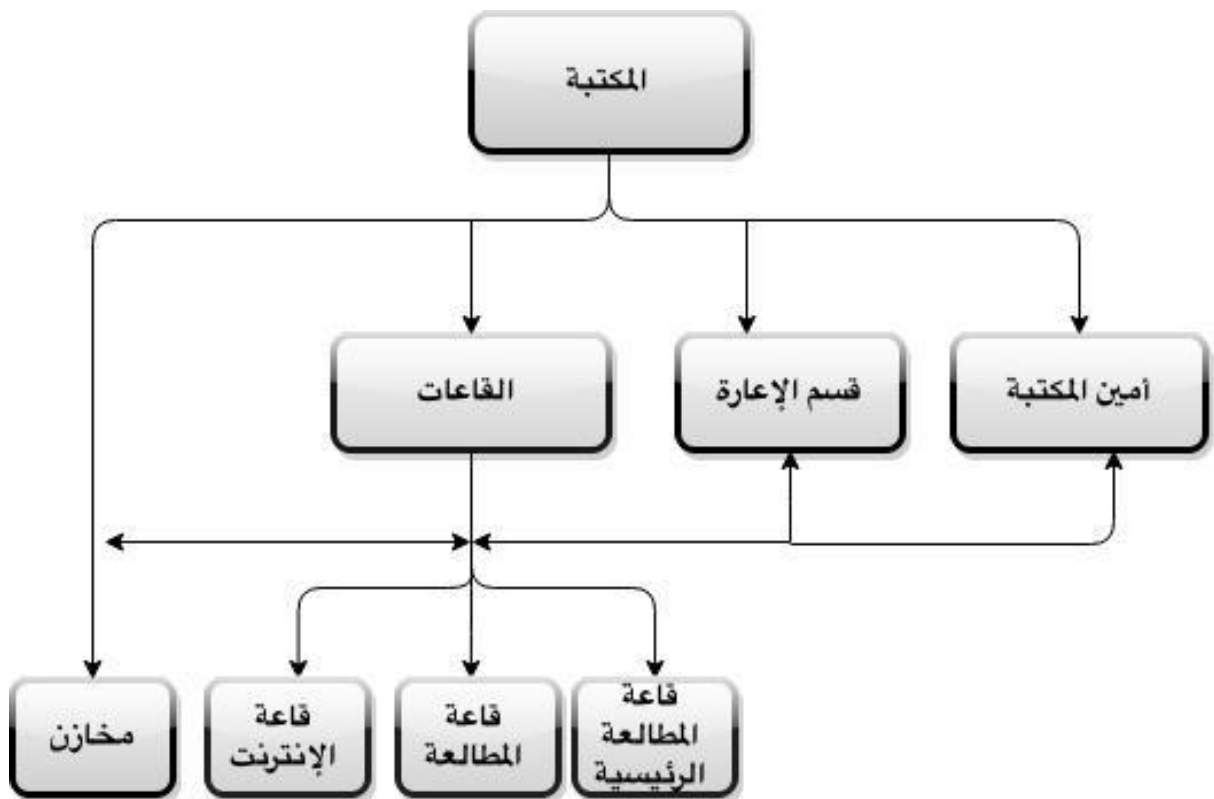 المكتبة
أمين المكتبة
قسم الإعارة
القاعات
قاعة
المطالعة
الرئيسية
قاعة
المطالعة
قاعة
الإنترنت
مخازن